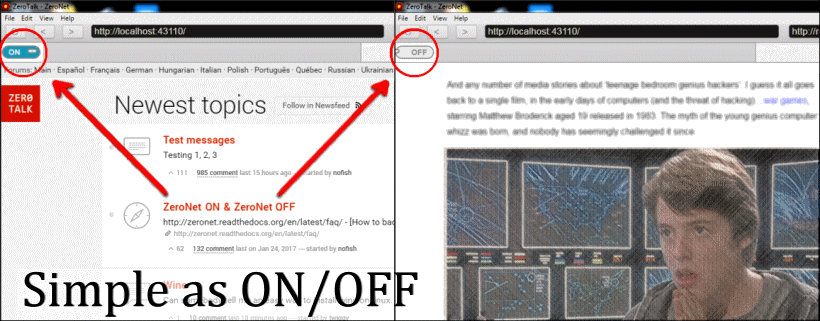 ZeroTalk - ZeroNet
File Edit View Help
< > http://localhost:43110/
ON
Forums: Main · Español · Français · German · Hungarian · Italian · Polish · Português · Québec · Russian · Ukrainian
ZERO
TALK
Newest topics
Follow in Newsfeed
Test messages
Testing 1, 2, 3
111 985 comment last 15 hours ago — started by nofish
ZeroNet ON & ZeroNet OFF
http://zeronet.readthedocs.org/en/latest/faq/ - [How to bac
http://zeronet.readthedocs.org/en/latest/faq/
62 132 comment last on Jan 24, 2017 — started by nofish
Simple as ON/OFF
ZeroTalk - ZeroNet
File Edit View Help
< > http://localhost:43110/ http://r
OFF
And any number of media stories about 'teenage bedroom genius hackers'. I guess it all goes
back to a single film, in the early days of computers (and the threat of hacking)... war games,
starring Matthew Broderick aged 19 released in 1983. The myth of the young genius computer
whizz was born, and nobody has seemingly challenged it since.